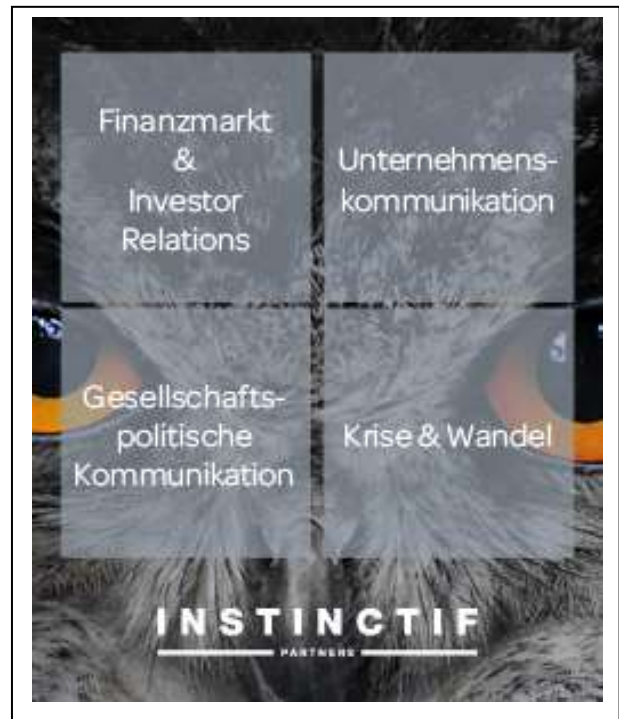 Finanzmarkt
&
Investor
Relations
Unternehmens-
kommunikation
Gesellschafts-
politische
Kommunikation
Krise & Wandel
INSTINCTIF
PARTNERS